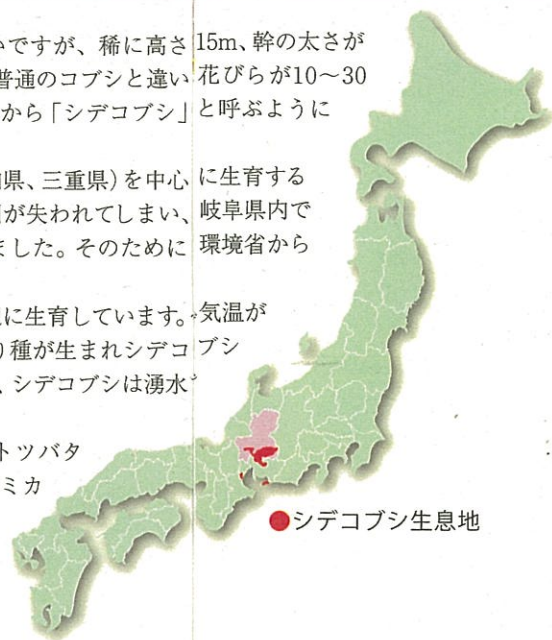 いですが、稀に高さ15m、幹の太さが
普通のコブシと違い花びらが10〜30
から「シデコブシ」と呼ぶように
県、三重県)を中心に生育する
が失われてしまい、岐阜県内で
ました。そのために環境省から
に生育しています。気温が
り種が生まれシデコブシ
、シデコブシは湧水
トツバタ
ミカ
●シデコブシ生息地